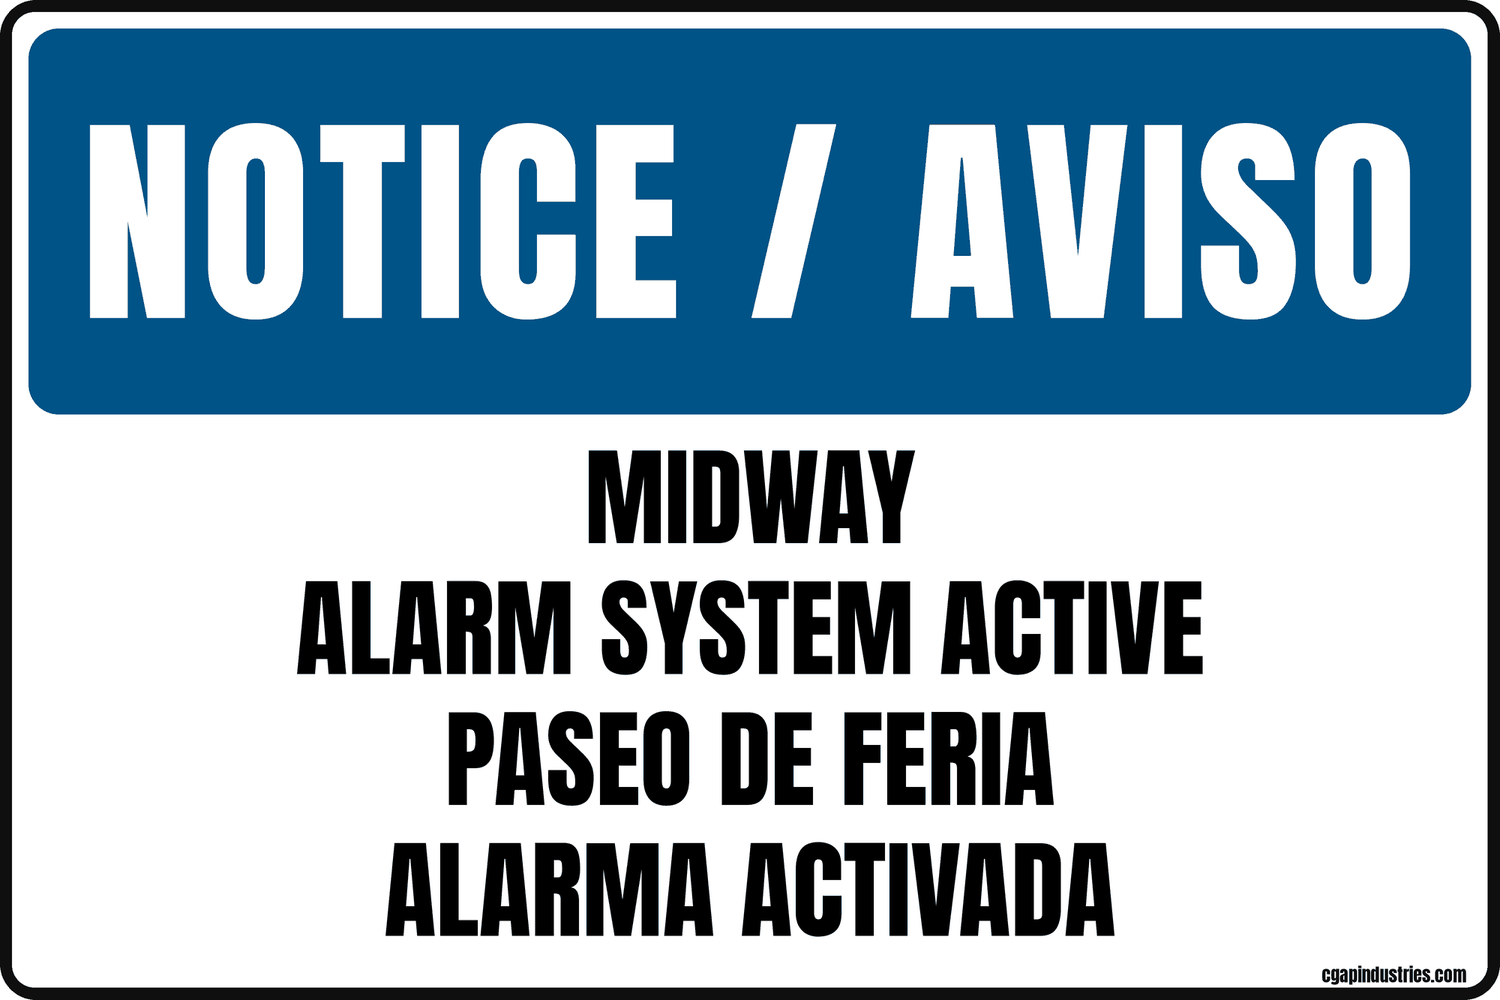 NOTICE / AVISO
MIDWAY
ALARM SYSTEM ACTIVE
PASEO DE FERIA
ALARMA ACTIVADA
cgapindustries.com